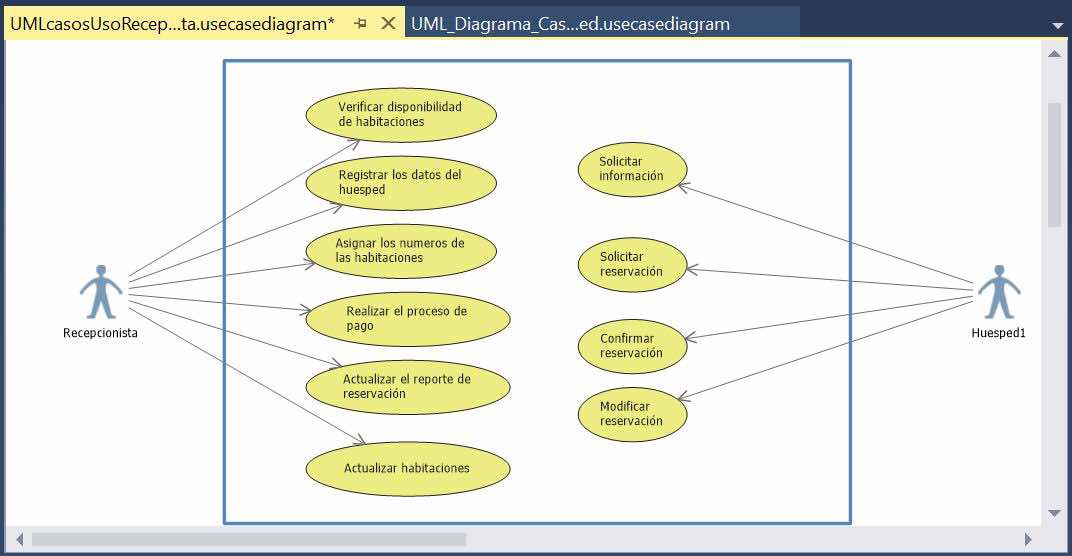 UMLcasosUsoRecep...ta.usecasediagram*
UML_Diagrama_Cas...ed.usecasediagram
Verificar disponibilidad
de habitaciones
Registrar los datos del
huesped
Asignar los numeros de
las habitaciones
Realizar el proceso de
pago
Actualizar el reporte de
reservación
Actualizar habitaciones
Solicitar
información
Solicitar
reservación
Confirmar
reservación
Modificar
reservación
Recepcionista
Huesped1